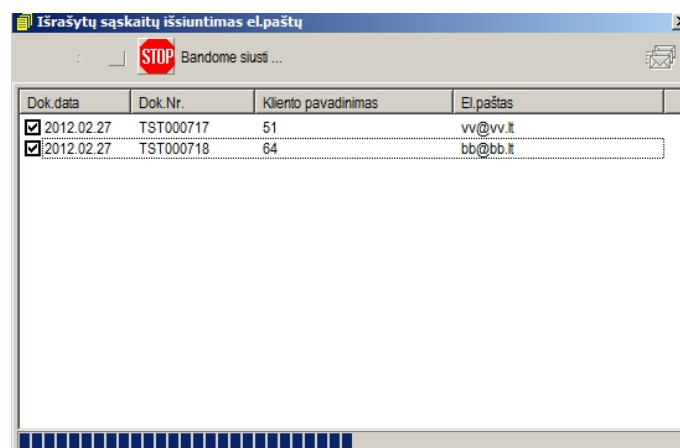 Išrašytų sąskaitų išsiuntimas el.paštų
STOP Bandome siusti ...
Dok.data Dok.Nr. Kliento pavadinimas El.paštas
2012.02.27 TST000717 51 vv@vv.lt
2012.02.27 TST000718 64 bb@bb.lt